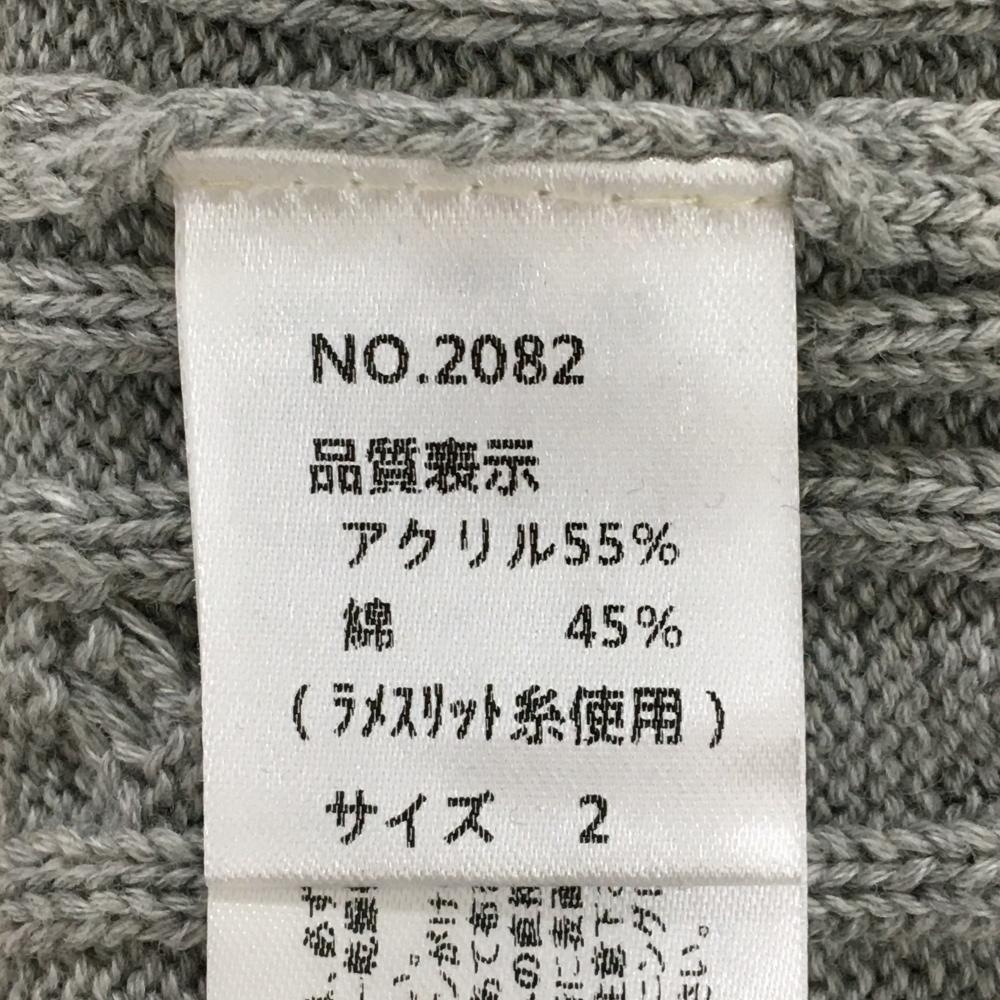 NO.2082
品質表示
アクリル55%
綿 45%
(ラメスリット糸使用)
サイズ 2